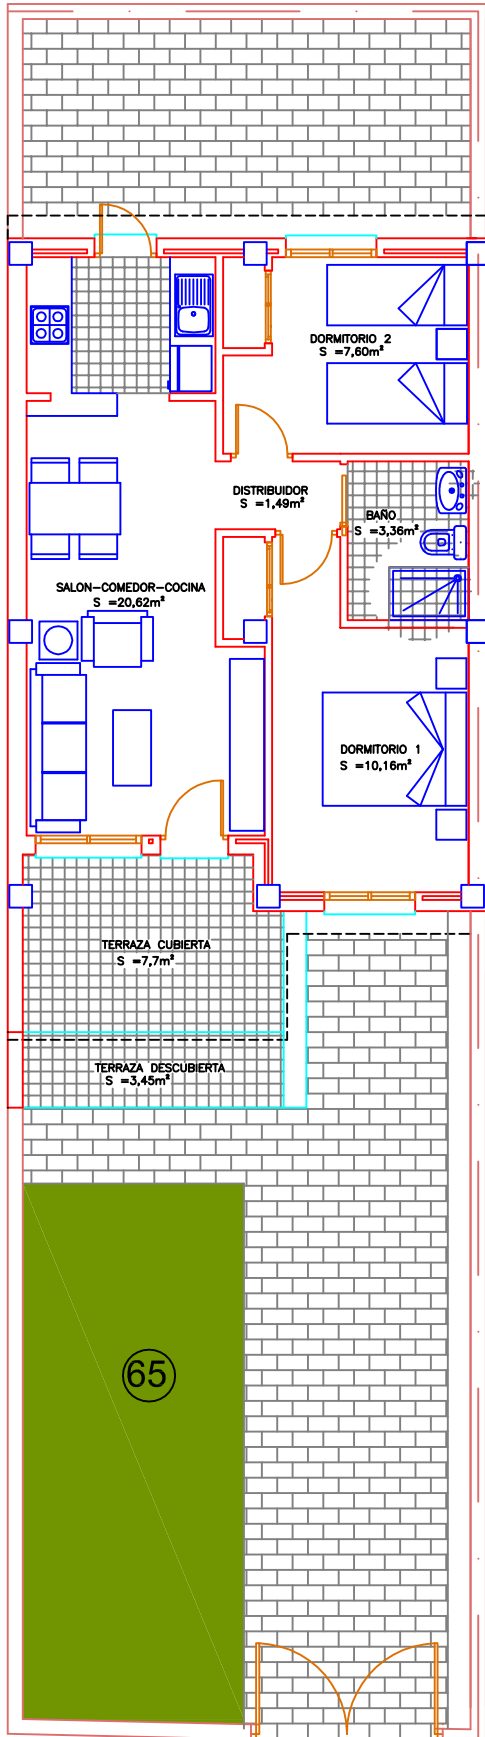 DORMITORIO 2
S =7,60m²
DISTRIBUIDOR
S =1,49m²
BAÑO
S =3,36m²
SALON-COMEDOR-COCINA
S =20,62m²
DORMITORIO 1
S =10,16m²
TERRAZA CUBIERTA
S =7,7m²
TERRAZA DESCUBIERTA
S =3,45m²
65